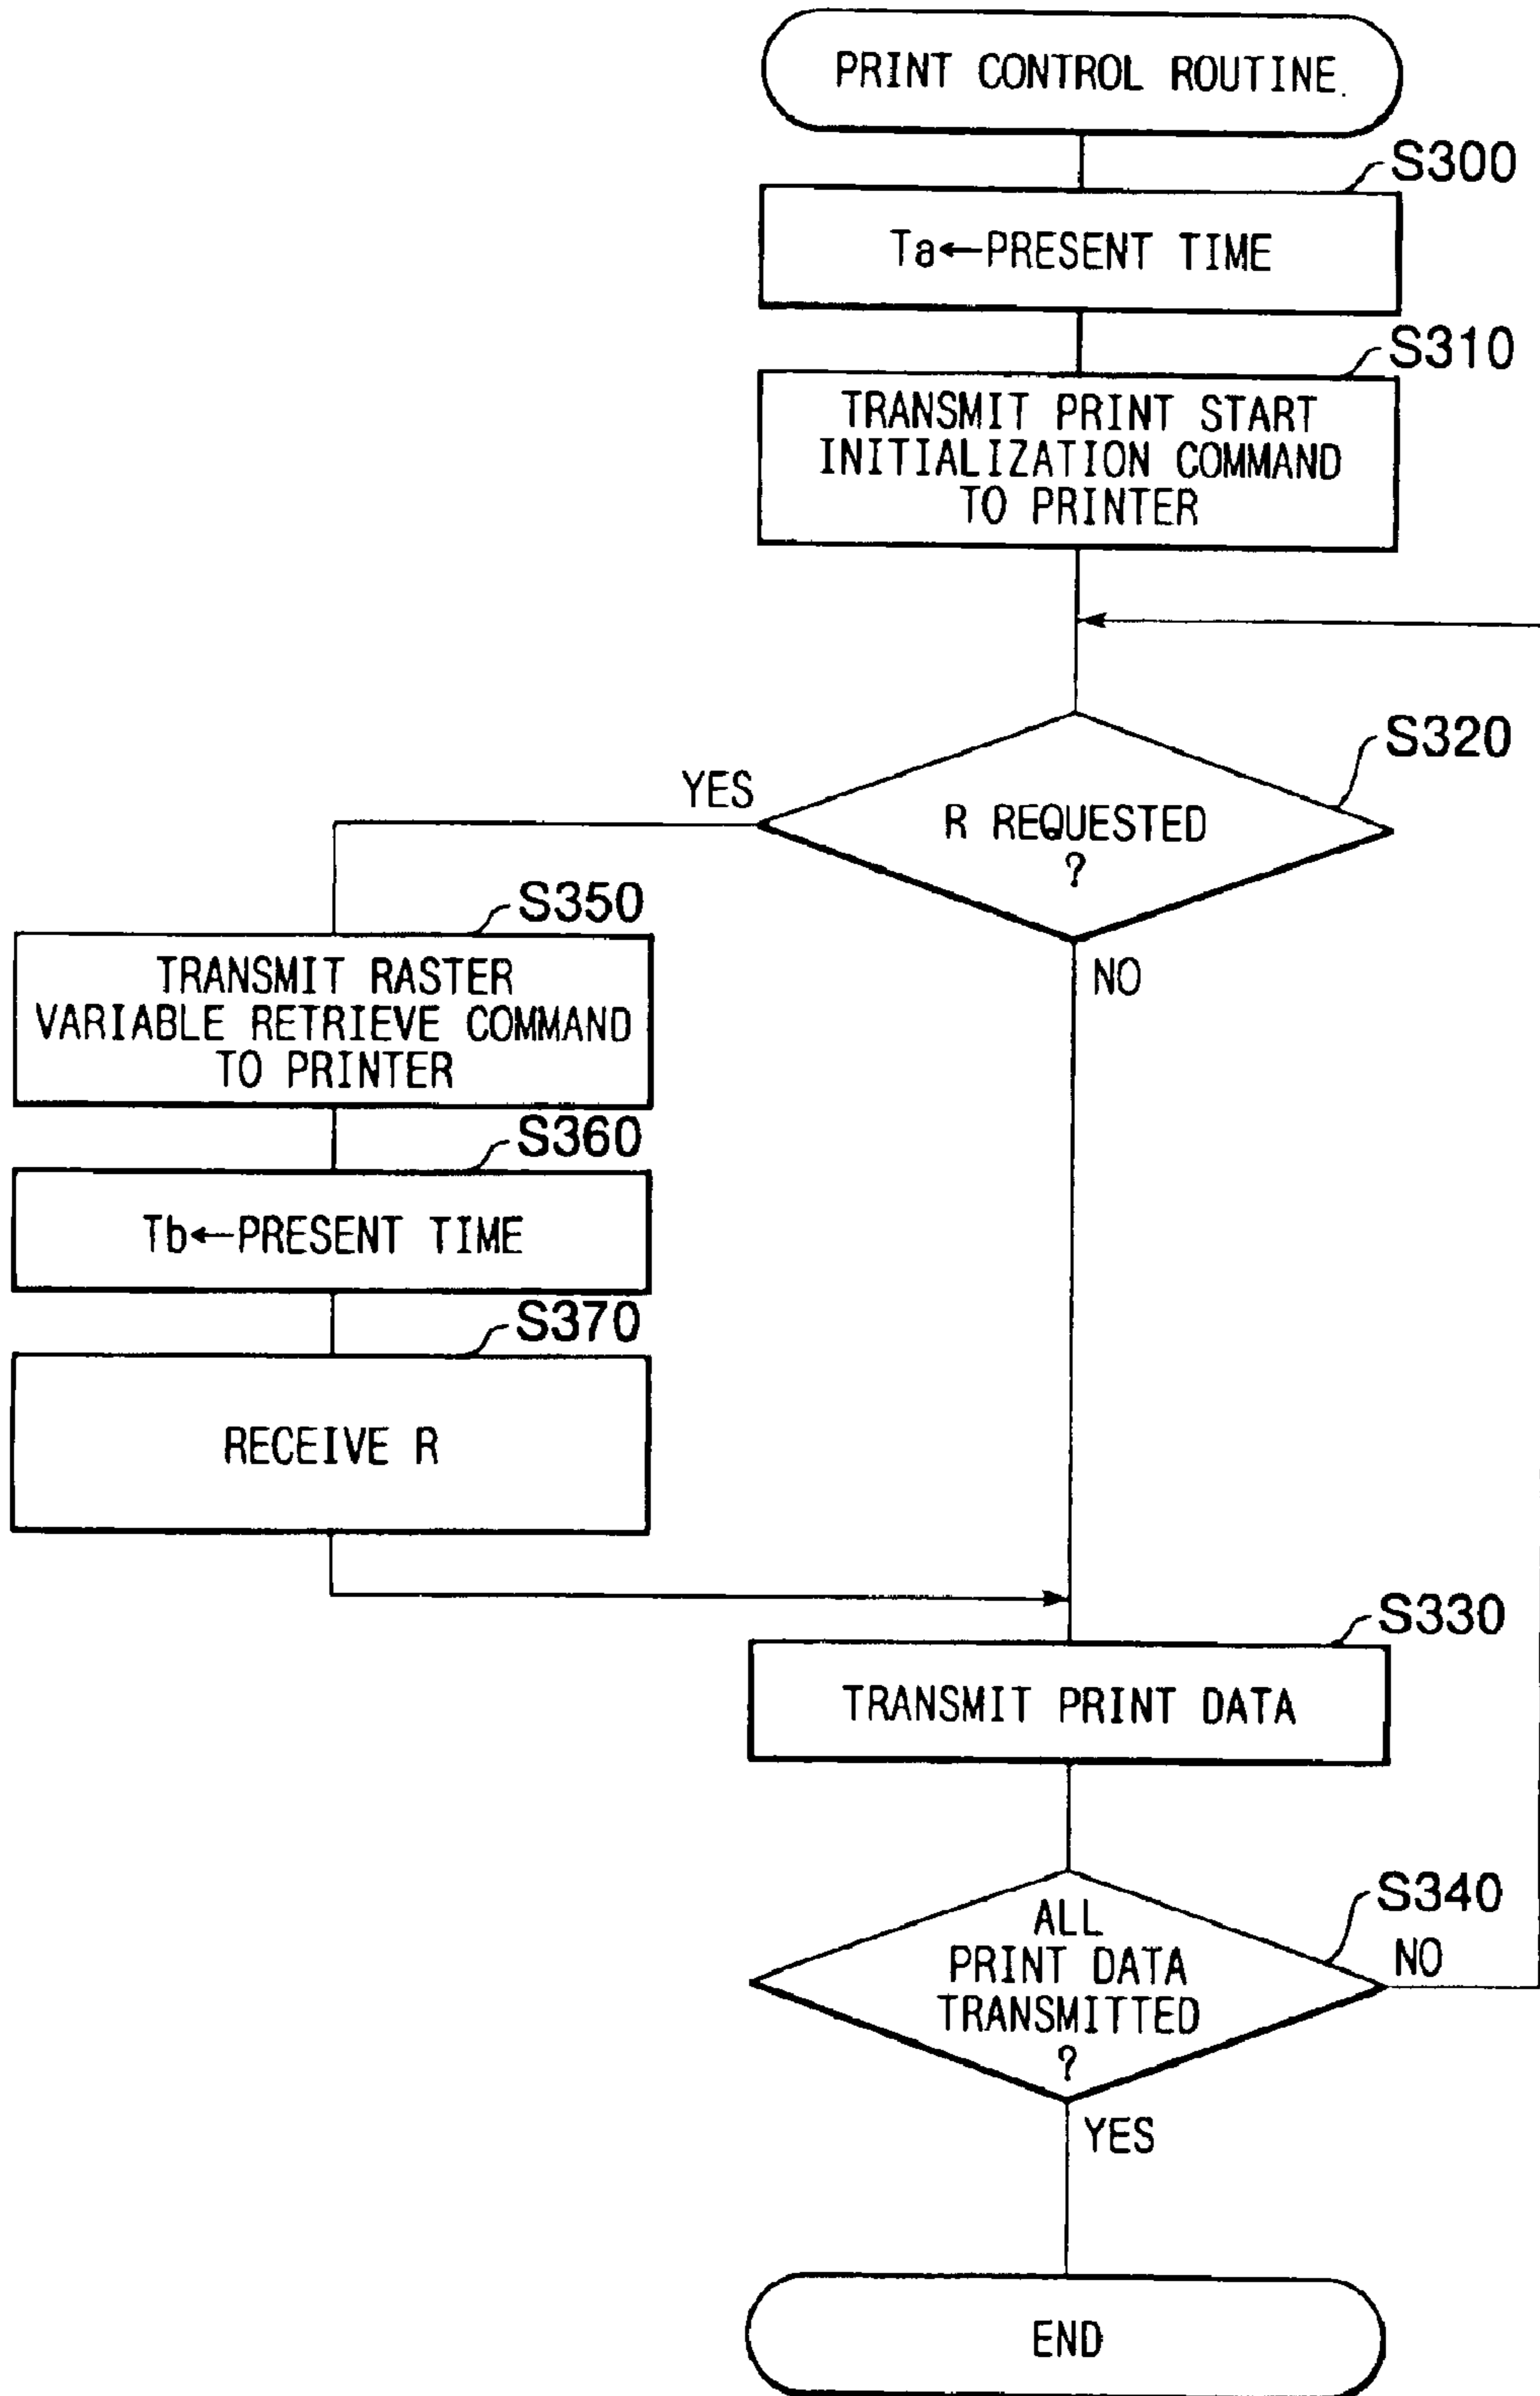 PRINT CONTROL ROUTINE
S300
Ta←PRESENT TIME
S310
TRANSMIT PRINT START
INITIALIZATION COMMAND
TO PRINTER
S320
R REQUESTED
?
YES
NO
S350
TRANSMIT RASTER
VARIABLE RETRIEVE COMMAND
TO PRINTER
S360
Tb←PRESENT TIME
S370
RECEIVE R
S330
TRANSMIT PRINT DATA
S340
ALL
PRINT DATA
TRANSMITTED
?
NO
YES
END